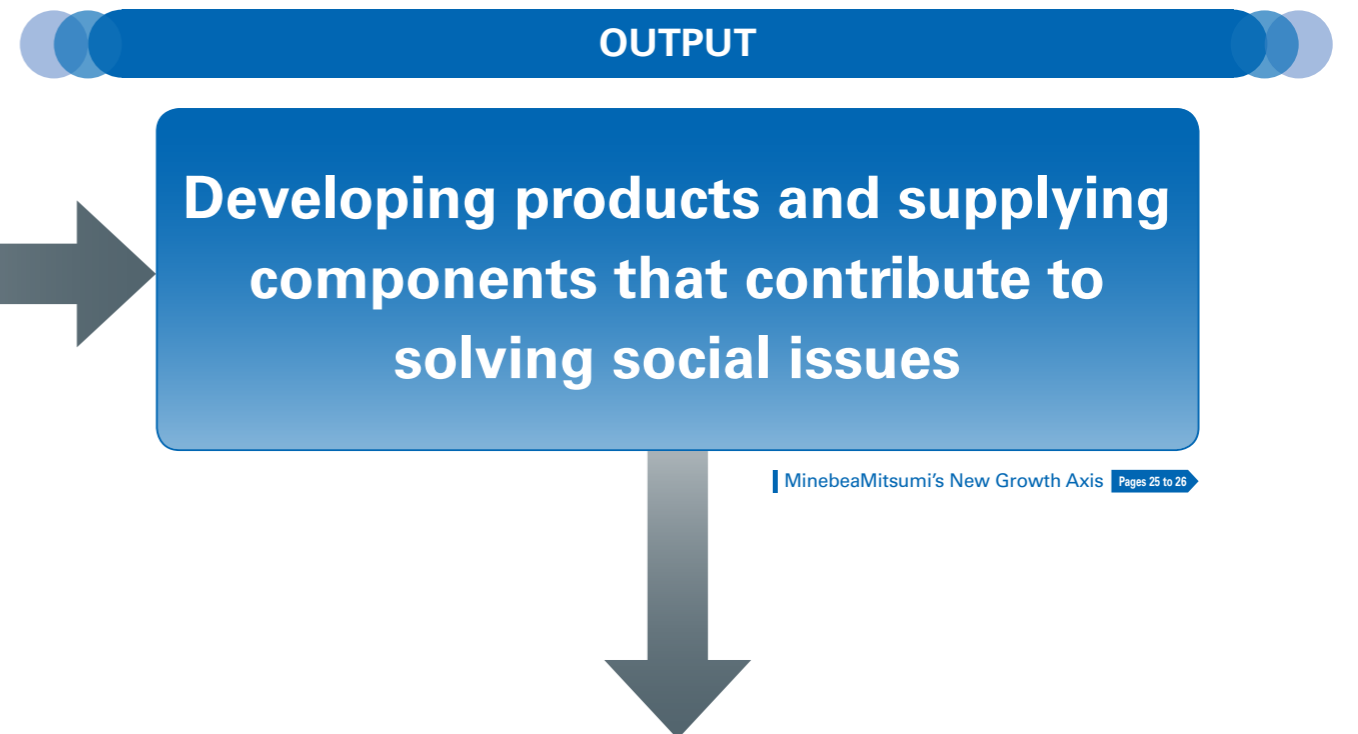 OUTPUT
Developing products and supplying
components that contribute to
solving social issues
MinebeaMitsumi’s New Growth Axis Pages 25 to 26